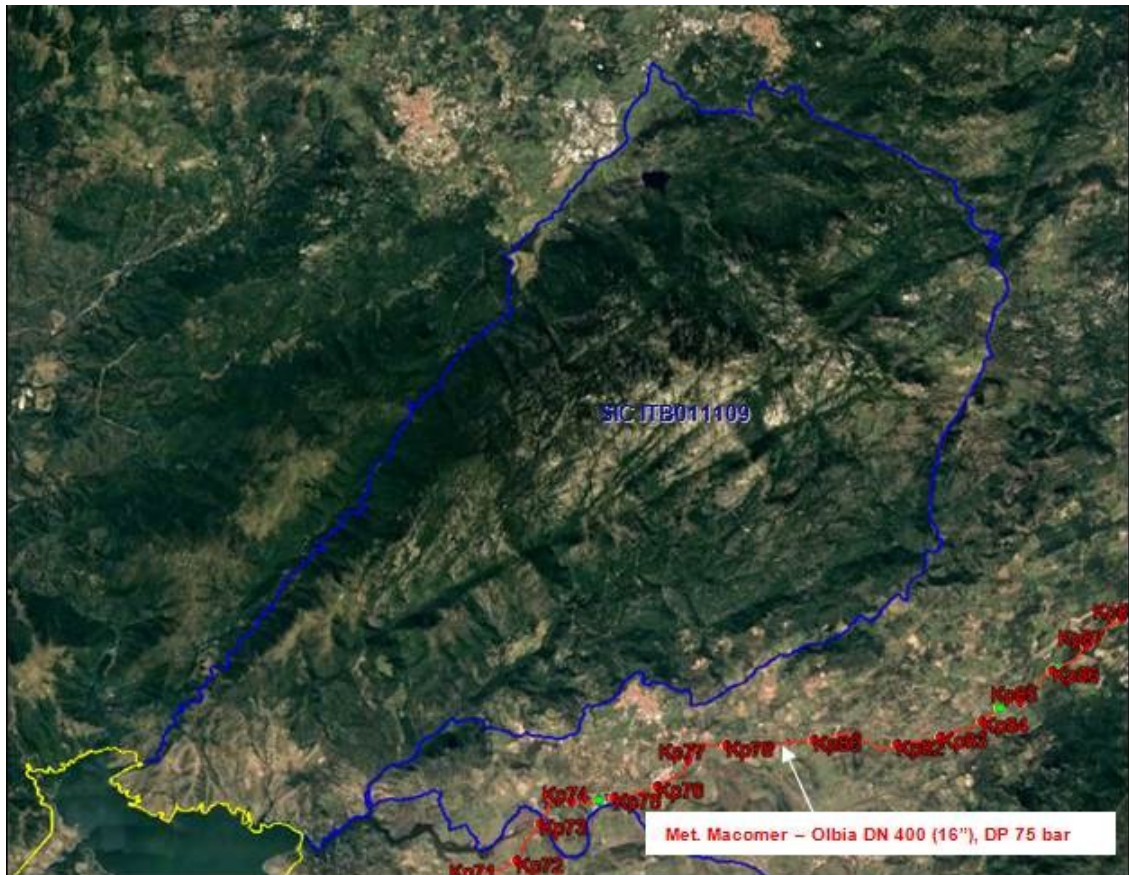 SIC ITB011109
Kp87
Kp86
Kp85
Kp84
Kp83
Kp82
Kp77
Kp78
Kp80
Kp76
Kp75
Kp74
Kp73
Kp72
Kp71
Met. Macomer – Olbia DN 400 (16”), DP 75 bar